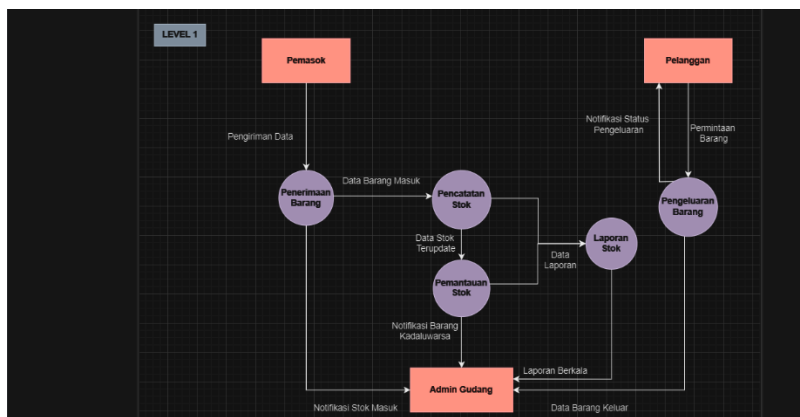 LEVEL 1
Pemasok
Pelanggan
Notifikasi Status
Pengeluaran
Permintaan
Barang
Pengiriman Data
Penerimaan
Barang
Data Barang Masuk
Pencatatan
Stok
Pengeluaran
Barang
Data Stok
Terupdate
Laporan
Stok
Data
Laporan
Pemantauan
Stok
Notifikasi Barang
Kadaluwarsa
Laporan Berkala
Admin Gudang
Notifikasi Stok Masuk
Data Barang Keluar